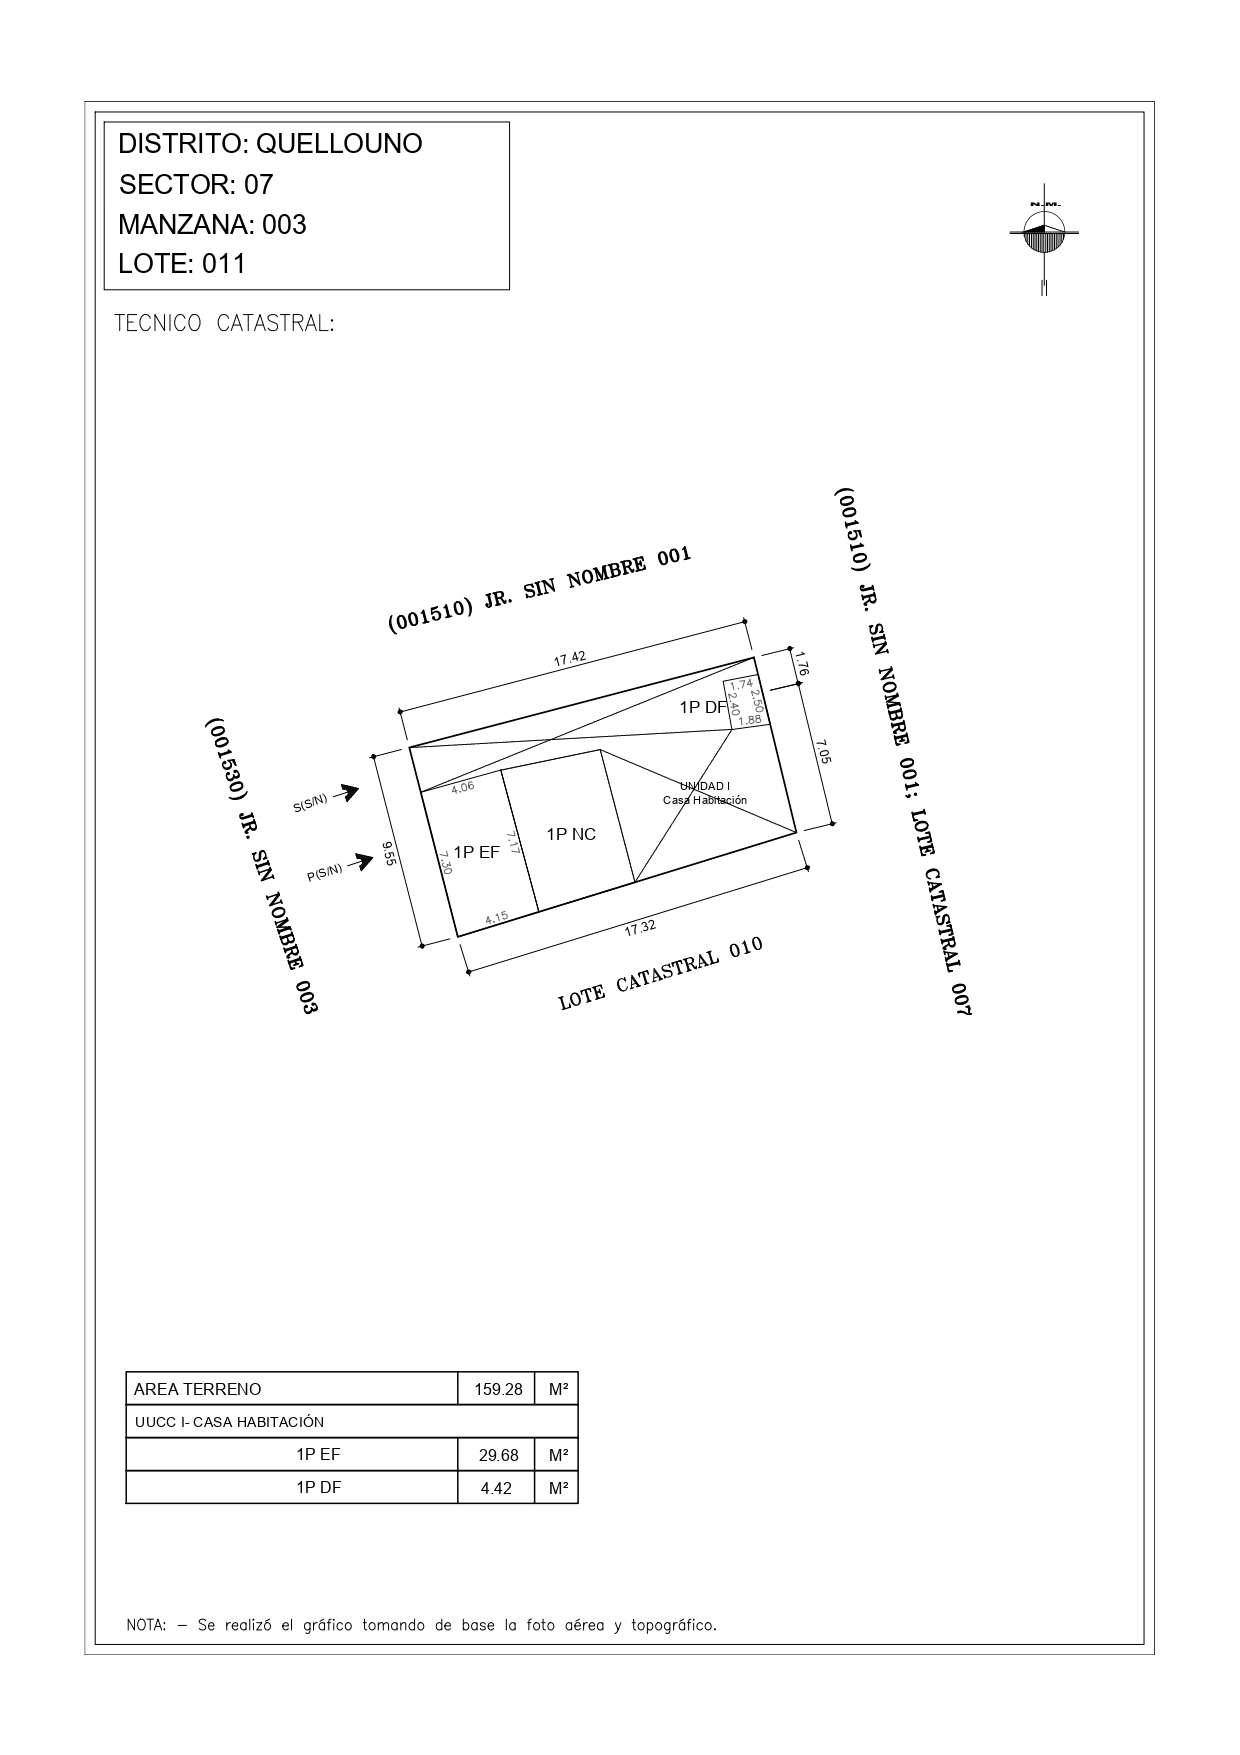 DISTRITO: QUELLOUNO
SECTOR: 07
MANZANA: 003
LOTE: 011
N.M.
TECNICO CATASTRAL:
(001510) JR. SIN NOMBRE 001
(001510) JR. SIN NOMBRE 001; LOTE CATASTRAL 007
17.42
1.76
1.74
2.40
2.50
1.88
1P DF
7.05
(001530) JR. SIN NOMBRE 003
S(S/N)
P(S/N)
9.55
4.06
UNIDAD I
Casa Habitación
7.17
1P NC
7.30
1P EF
4.15
17.32
LOTE CATASTRAL 010
AREA TERRENO 159.28 M²
UUCC I- CASA HABITACIÓN
1P EF 29.68 M²
1P DF 4.42 M²
NOTA: – Se realizó el gráfico tomando de base la foto aérea y topográfico.